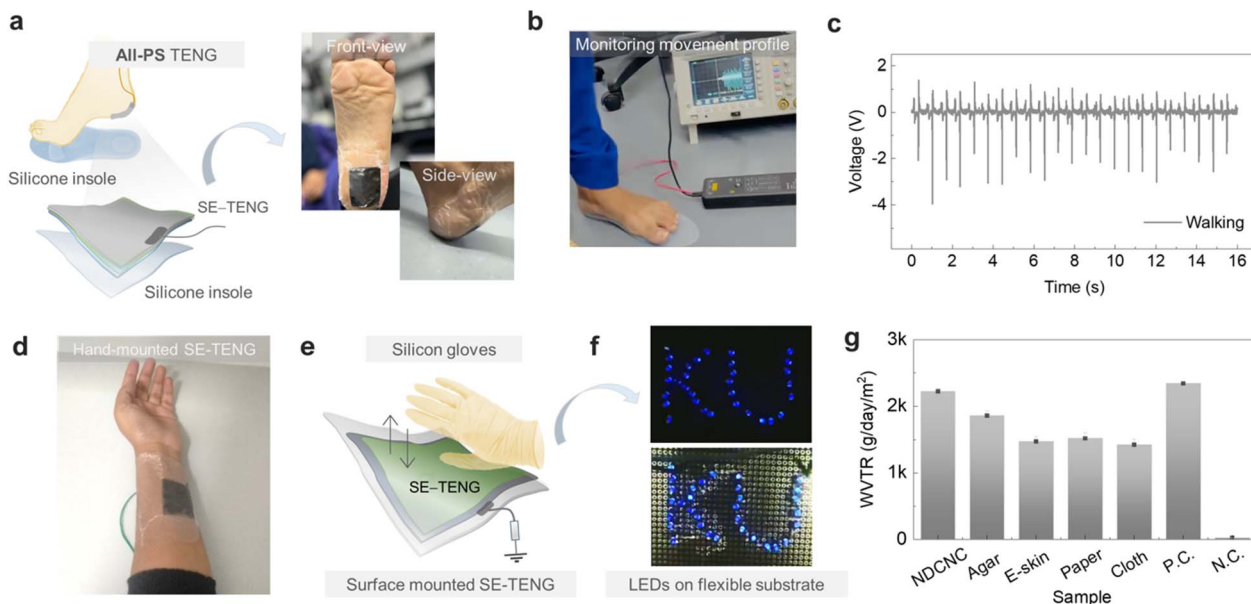 a
All-PS TENG
Silicone insole
SE–TENG
Silicone insole
Front-view
Side-view
b
Monitoring movement profile
c
Voltage (V)
2
0
-2
-4
Walking
0 2 4 6 8 10 12 14 16
Time (s)
d
Hand-mounted SE-TENG
e
Silicon gloves
SE–TENG
Surface mounted SE-TENG
f
KU
KU
LEDs on flexible substrate
g
WVTR (g/day/m²)
3k
2k
1k
0
NDCNC Agar E-skin Paper Cloth P.C. N.C.
Sample